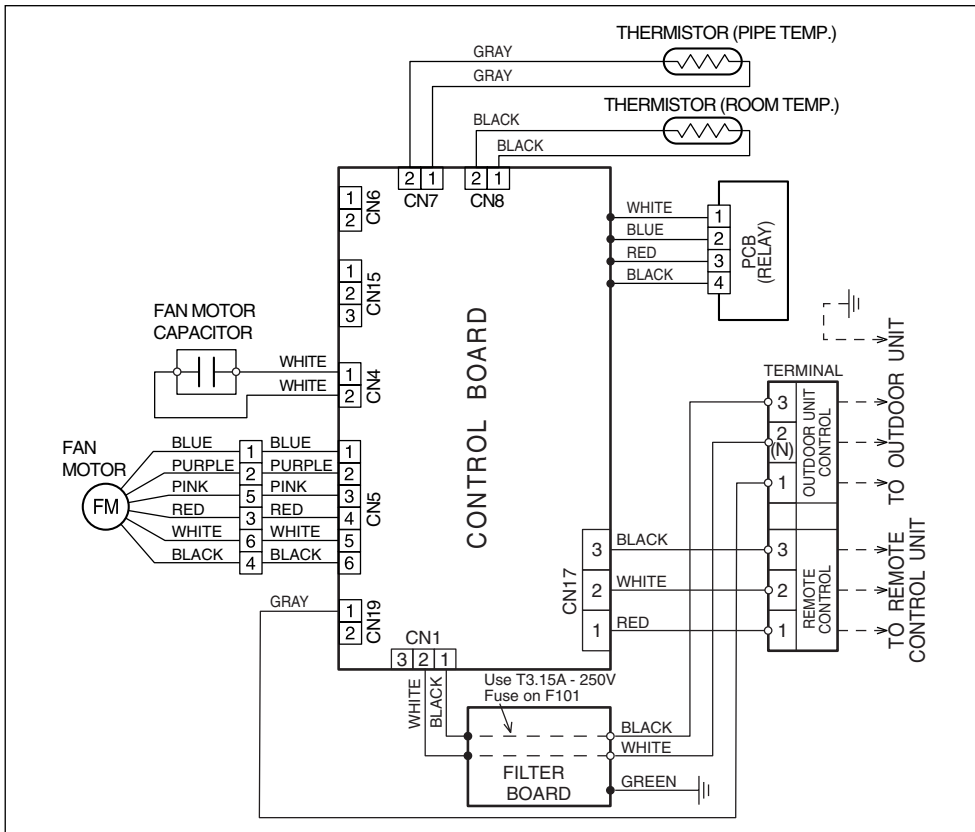 THERMISTOR (PIPE TEMP.)
GRAY
GRAY
THERMISTOR (ROOM TEMP.)
BLACK
BLACK
2 1
CN7
2 1
CN8
1
2
CN6
1
2
3
CN15
FAN MOTOR
CAPACITOR
WHITE
WHITE
1
2
CN4
CONTROL BOARD
WHITE
BLUE
RED
BLACK
1
2
3
4
PCB
(RELAY)
FAN
MOTOR
FM
BLUE 1 BLUE 1
PURPLE 2 PURPLE 2
PINK 5 PINK 3
RED 3 RED 4
WHITE 6 WHITE 5
BLACK 4 BLACK 6
CN5
GRAY
1
2
CN19
TERMINAL
3
2
(N)
1
OUTDOOR UNIT
CONTROL
TO OUTDOOR UNIT
3
2
1
REMOTE
CONTROL
TO REMOTE
CONTROL UNIT
CN17
3 BLACK
2 WHITE
1 RED
CN1
3 2 1
WHITE
BLACK
Use T3.15A - 250V
Fuse on F101
BLACK
WHITE
GREEN
FILTER
BOARD